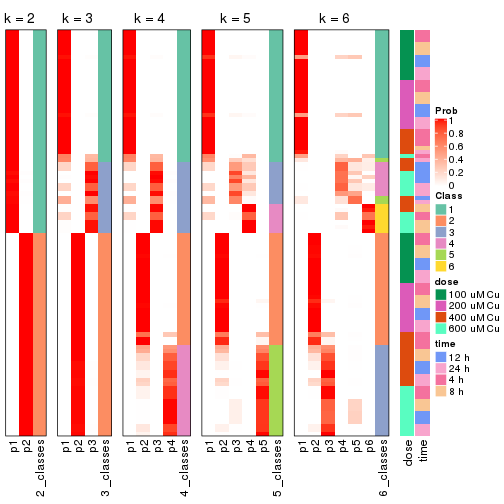 k = 2
k = 3
k = 4
k = 5
k = 6
p1
p2
2_classes
p1
p2
p3
3_classes
p1
p2
p3
p4
4_classes
p1
p2
p3
p4
p5
5_classes
p1
p2
p3
p4
p5
p6
6_classes
dose
time
Prob
1
0.8
0.6
0.4
0.2
0
Class
1
2
3
4
5
6
dose
100 uM Cu
200 uM Cu
400 uM Cu
600 uM Cu
time
12 h
24 h
4 h
8 h